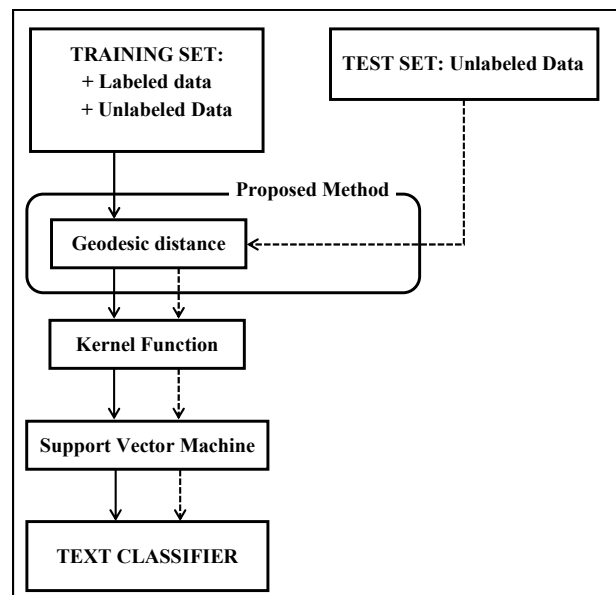 TRAINING SET:
+ Labeled data
+ Unlabeled Data
TEST SET: Unlabeled Data
Proposed Method
Geodesic distance
Kernel Function
Support Vector Machine
TEXT CLASSIFIER